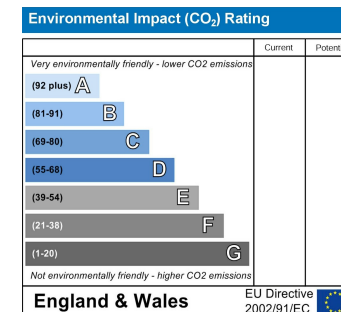 Environmental Impact (CO₂) Rating
Current Potent
Very environmentally friendly - lower CO2 emissions
(92 plus) A
(81-91) B
(69-80) C
(55-68) D
(39-54) E
(21-38) F
(1-20) G
Not environmentally friendly - higher CO2 emissions
England & Wales
EU Directive
2002/91/EC